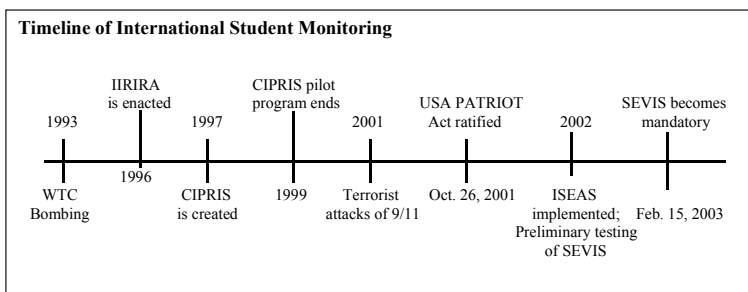 Timeline of International Student Monitoring
1993
WTC
Bombing
IIRIRA
is enacted
1996
1997
CIPRIS
is created
CIPRIS pilot
program ends
1999
2001
Terrorist
attacks of 9/11
USA PATRIOT
Act ratified
Oct. 26, 2001
2002
ISEAS
implemented;
Preliminary testing
of SEVIS
SEVIS becomes
mandatory
Feb. 15, 2003